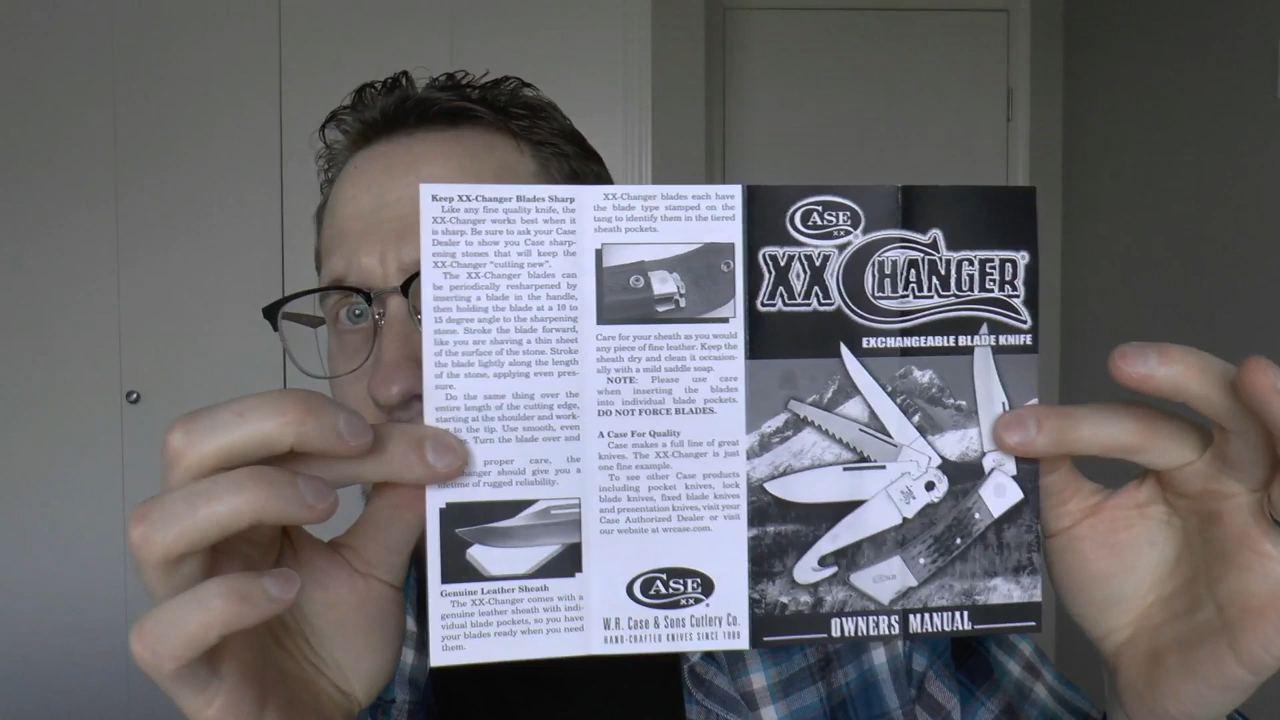 Keep XX-Changer Blades Sharp
Like any fine quality knife, the
XX-Changer works best when it
is sharp. Be sure to ask your Case
Dealer to show you Case sharp-
ening stones that will keep the
XX-Changer "cutting new".
The XX-Changer blades can
be periodically resharpened by
inserting a blade in the handle,
then holding the blade at a 10 to
15 degree angle to the sharpening
stone. Stroke the blade forward,
like you are shaving a thin sheet
of the surface of the stone. Stroke
the blade lightly along the length
of the stone, applying even pres-
sure.
Do the same thing over the
entire length of the cutting edge,
starting at the shoulder and work-
to the tip. Use smooth, even
Turn the blade over and
proper care, the
hanger should give you a
lifetime of rugged reliability.
Genuine Leather Sheath
The XX-Changer comes with a
genuine leather sheath with indi-
vidual blade pockets, so you have
your blades ready when you need
them.
XX-Changer blades each have
the blade type stamped on the
tang to identify them in the tiered
sheath pockets.
Care for your sheath as you would
any piece of fine leather. Keep the
sheath dry and clean it occasion-
ally with a mild saddle soap.
NOTE: Please use care
when inserting the blades
into individual blade pockets.
DO NOT FORCE BLADES.
A Case For Quality
Case makes a full line of great
knives. The XX-Changer is just
one fine example.
To see other Case products
including pocket knives, lock
blade knives, fixed blade knives
and presentation knives, visit your
Case Authorized Dealer or visit
our website at wrcase.com.
CASE
XX
W.R. Case & Sons Cutlery Co.
HAND-CRAFTED KNIVES SINCE 1889
CASE
XX
XX CHANGER
EXCHANGEABLE BLADE KNIFE
OWNERS MANUAL